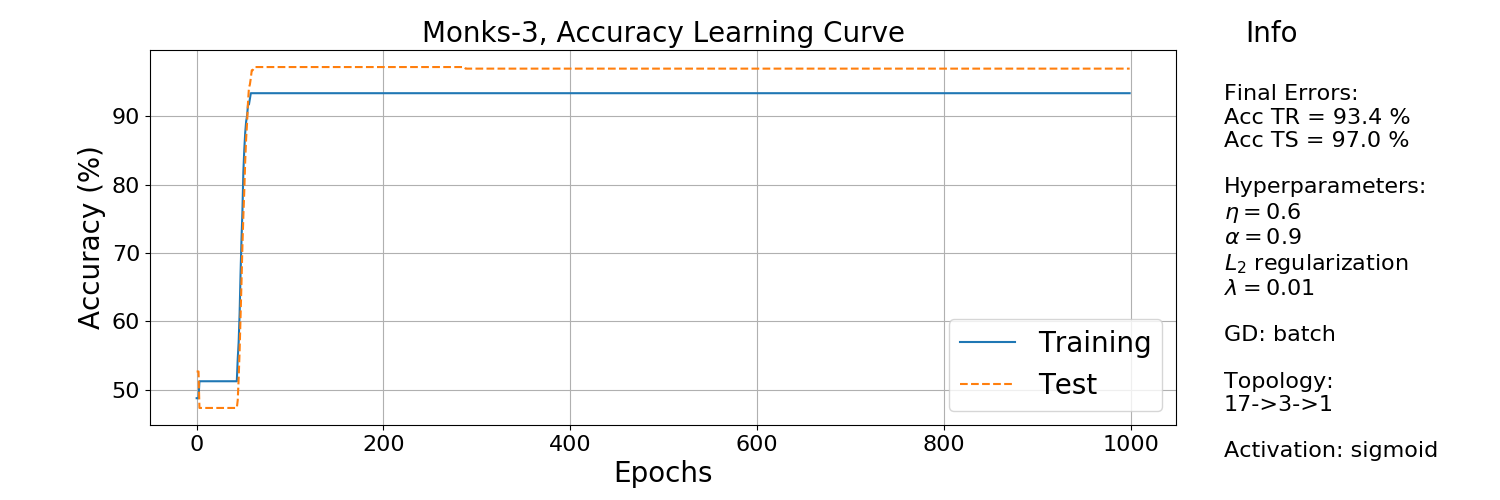 Monks-3, Accuracy Learning Curve
Info
Accuracy (%)
90
80
70
60
50
0 200 400 600 800 1000
Epochs
Training
Test
Final Errors:
Acc TR = 93.4 %
Acc TS = 97.0 %
Hyperparameters:
η = 0.6
α = 0.9
L₂ regularization
λ = 0.01
GD: batch
Topology:
17->3->1
Activation: sigmoid